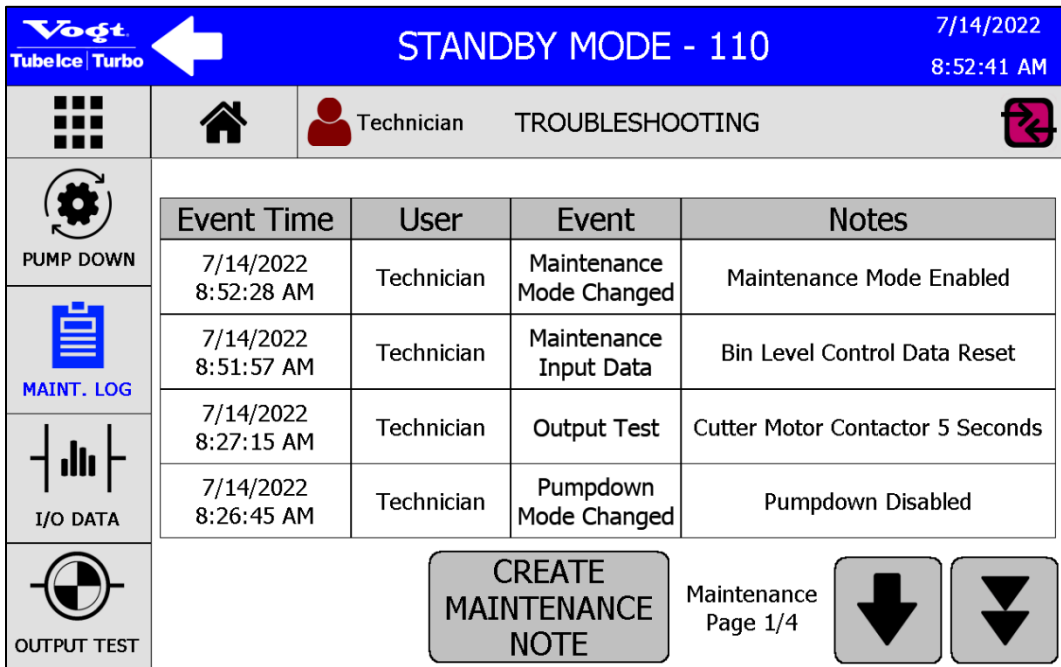 Vogt
TubeIce | Turbo
STANDBY MODE - 110
7/14/2022
8:52:41 AM
Technician
TROUBLESHOOTING
PUMP DOWN
MAINT. LOG
I/O DATA
OUTPUT TEST
Event Time User Event Notes
7/14/2022
8:52:28 AM
Technician
Maintenance
Mode Changed
Maintenance Mode Enabled
7/14/2022
8:51:57 AM
Technician
Maintenance
Input Data
Bin Level Control Data Reset
7/14/2022
8:27:15 AM
Technician
Output Test
Cutter Motor Contactor 5 Seconds
7/14/2022
8:26:45 AM
Technician
Pumpdown
Mode Changed
Pumpdown Disabled
CREATE
MAINTENANCE
NOTE
Maintenance
Page 1/4